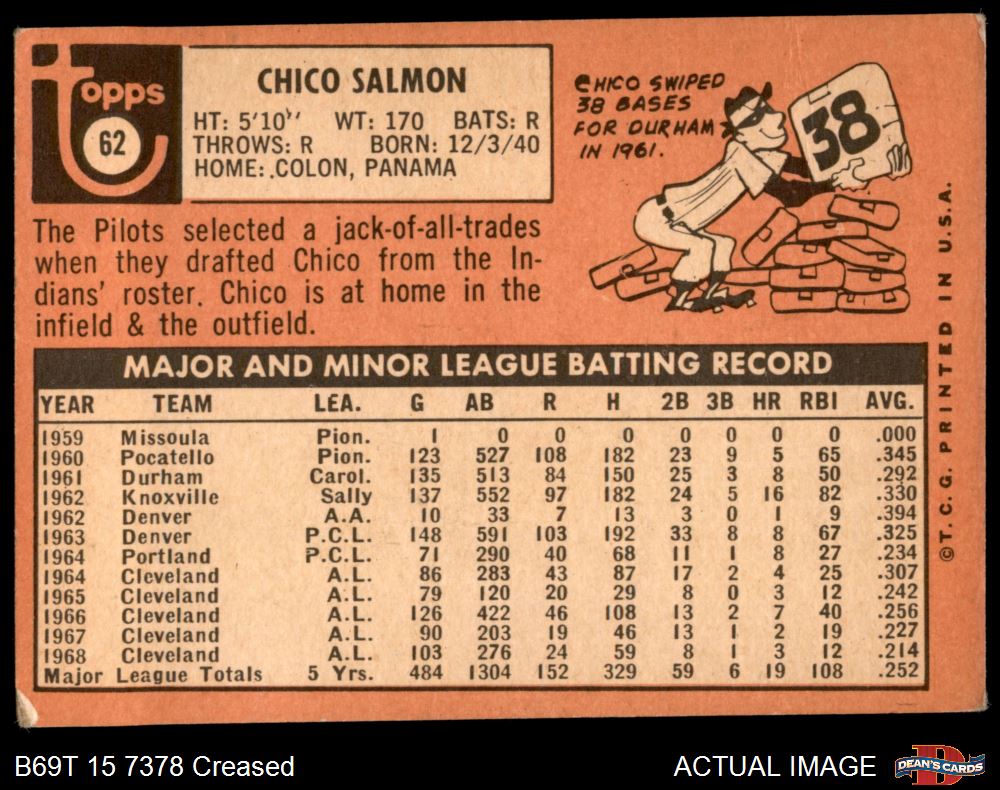 topps
62
CHICO SALMON
HT: 5'10" WT: 170 BATS: R
THROWS: R BORN: 12/3/40
HOME: COLON, PANAMA
CHICO SWIPED
38 BASES
FOR DURHAM
IN 1961.
38
The Pilots selected a jack-of-all-trades
when they drafted Chico from the In-
dians' roster. Chico is at home in the
infield & the outfield.
MAJOR AND MINOR LEAGUE BATTING RECORD
YEAR TEAM LEA. G AB R H 2B 3B HR RBI AVG.
1959 Missoula Pion. 1 0 0 0 0 0 0 0 .000
1960 Pocatello Pion. 123 527 108 182 23 9 5 65 .345
1961 Durham Carol. 135 513 84 150 25 3 8 50 .292
1962 Knoxville Sally 137 552 97 182 24 5 16 82 .330
1962 Denver A.A. 10 33 7 13 3 0 1 9 .394
1963 Denver P.C.L. 148 591 103 192 33 8 8 67 .325
1964 Portland P.C.L. 71 290 40 68 11 1 8 27 .234
1964 Cleveland A.L. 86 283 43 87 17 2 4 25 .307
1965 Cleveland A.L. 79 120 20 29 8 0 3 12 .242
1966 Cleveland A.L. 126 422 46 108 13 2 7 40 .256
1967 Cleveland A.L. 90 203 19 46 13 1 2 19 .227
1968 Cleveland A.L. 103 276 24 59 8 1 3 12 .214
Major League Totals 5 Yrs. 484 1304 152 329 59 6 19 108 .252
©T.C.G. PRINTED IN U.S.A.
B69T 15 7378 Creased
ACTUAL IMAGE
D
DEAN'S CARDS